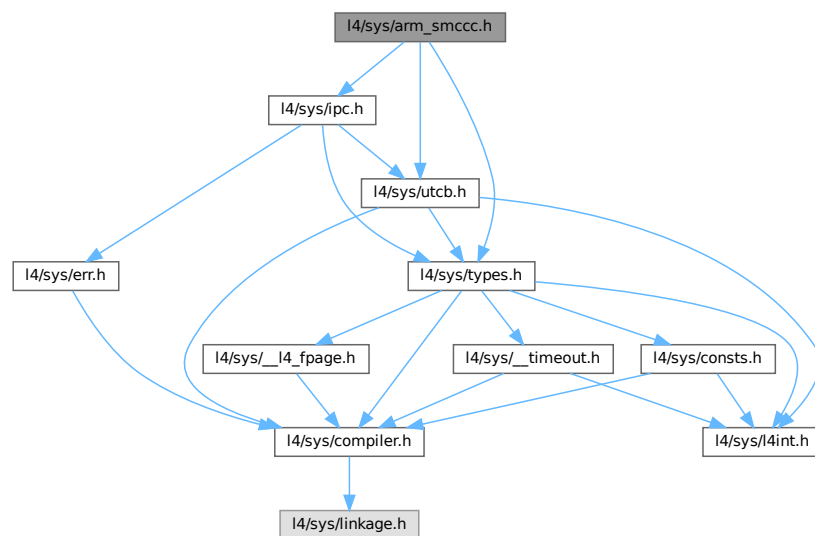 l4/sys/arm_smccc.h
l4/sys/ipc.h
l4/sys/utcb.h
l4/sys/err.h
l4/sys/types.h
l4/sys/__l4_fpage.h
l4/sys/__timeout.h
l4/sys/consts.h
l4/sys/compiler.h
l4/sys/l4int.h
l4/sys/linkage.h